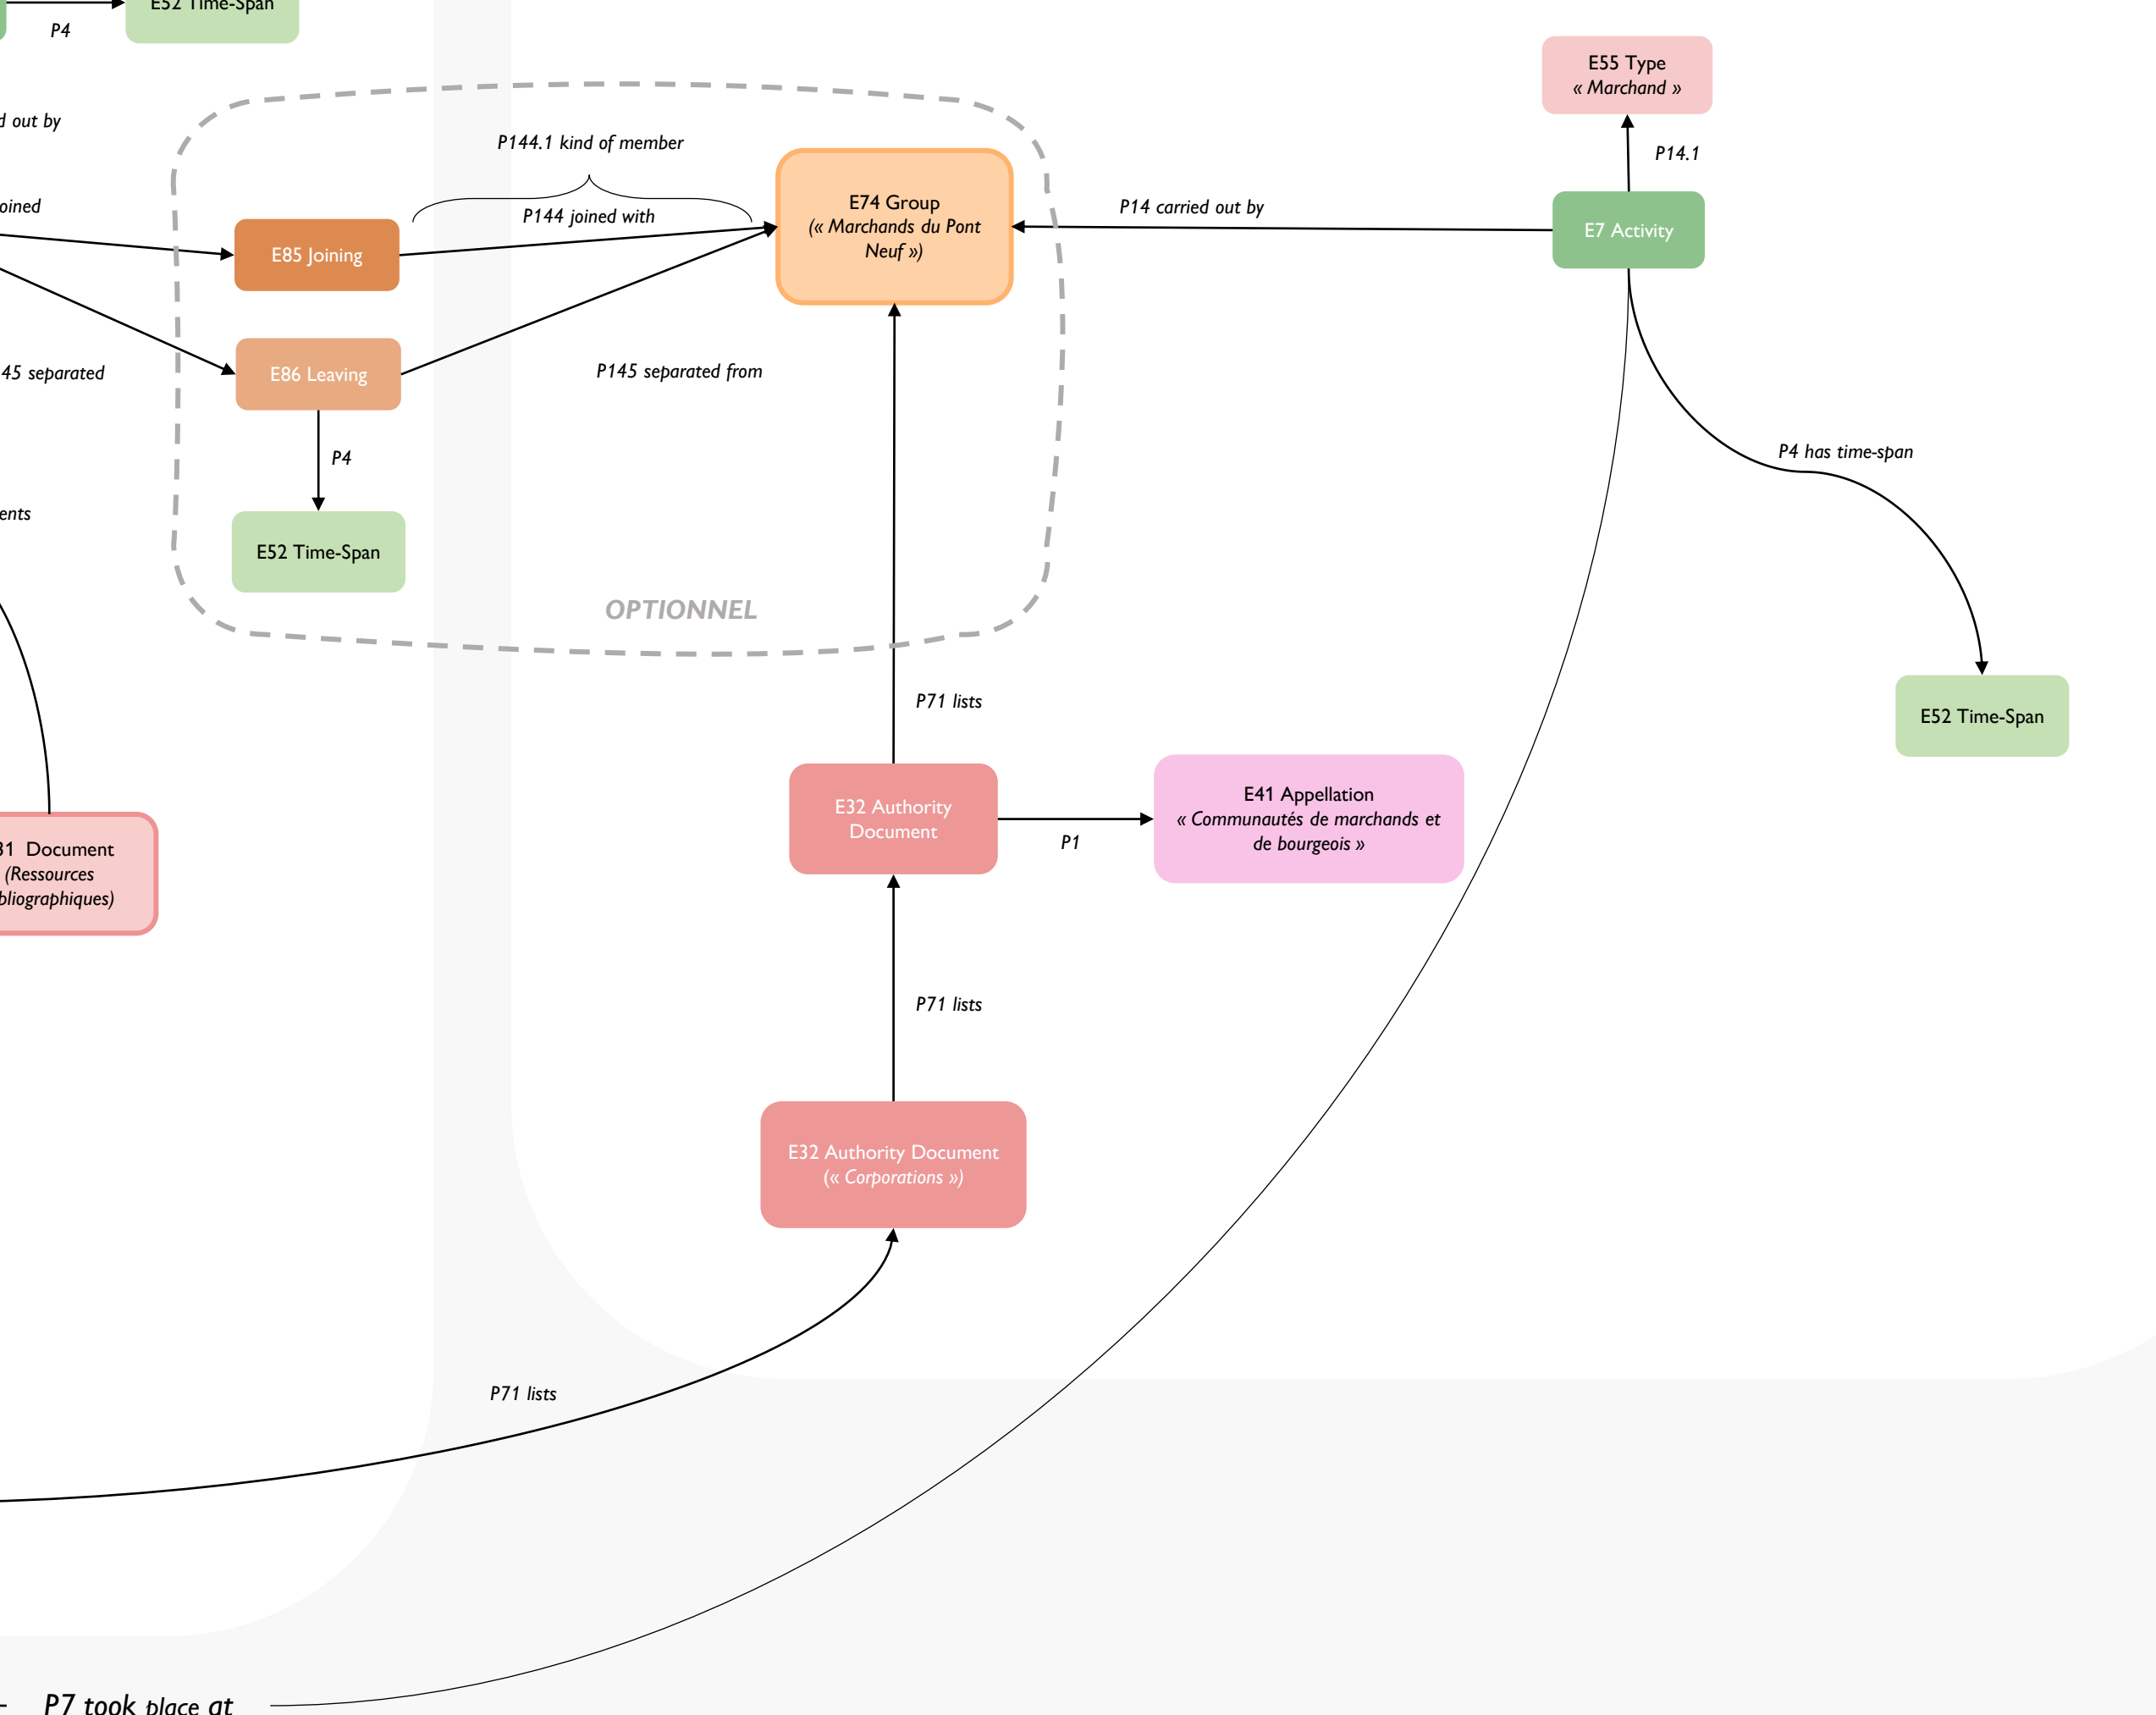 E52 Time-Span
P4
E55 Type
« Marchand »
d out by
P144.1 kind of member
P14.1
E74 Group
(« Marchands du Pont
Neuf »)
P14 carried out by
E7 Activity
oined
P144 joined with
E85 Joining
45 separated
E86 Leaving
P145 separated from
P4
P4 has time-span
ents
E52 Time-Span
OPTIONNEL
P71 lists
E52 Time-Span
E32 Authority
Document
E41 Appellation
« Communautés de marchands et
de bourgeois »
P1
31 Document
(Ressources
bliographiques)
P71 lists
E32 Authority Document
(« Corporations »)
P71 lists
P7 took place at